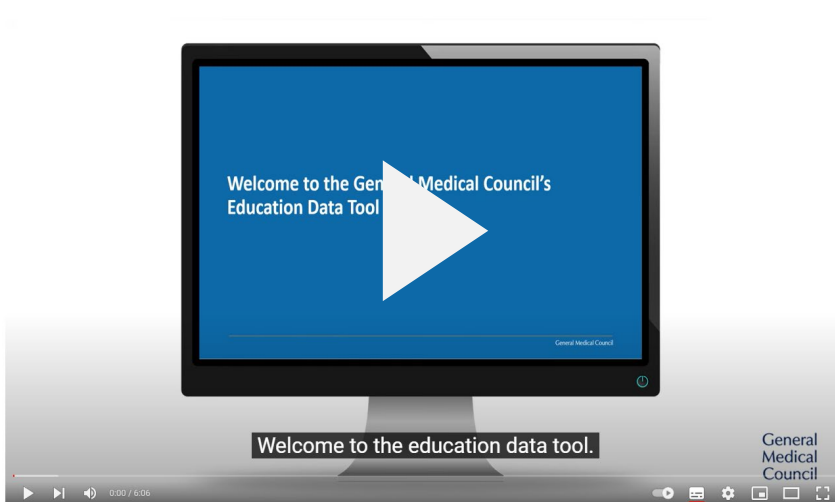 Welcome to the General Medical Council's
Education Data Tool
General Medical Council
Welcome to the education data tool.
General
Medical
Council
0:00 / 6:06